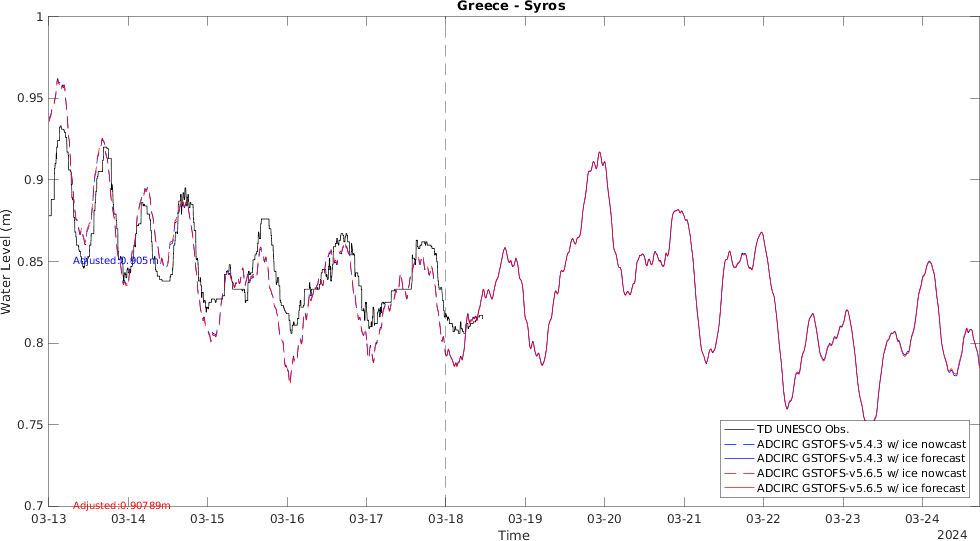 Greece - Syros
Water Level (m)
1
0.95
0.9
0.85
0.8
0.75
0.7
Adjusted:0.905m
Adjusted:0.90789m
TD UNESCO Obs.
ADCIRC GSTOFS-v5.4.3 w/ ice nowcast
ADCIRC GSTOFS-v5.4.3 w/ ice forecast
ADCIRC GSTOFS-v5.6.5 w/ ice nowcast
ADCIRC GSTOFS-v5.6.5 w/ ice forecast
03-13 03-14 03-15 03-16 03-17 03-18 03-19 03-20 03-21 03-22 03-23 03-24
Time
2024